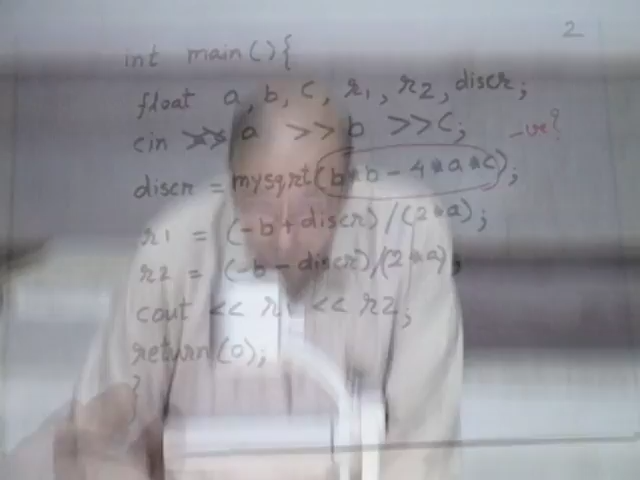 2
int main(){
float a, b, c, r1, r2, discr;
cin >> a >> b >> c;
-ve?
discr = mysqrt(b*b - 4*a*c);
r1 = (-b+discr)/(2*a);
r2 = (-b-discr)/(2*a);
cout << r1 << r2;
return(0);
}